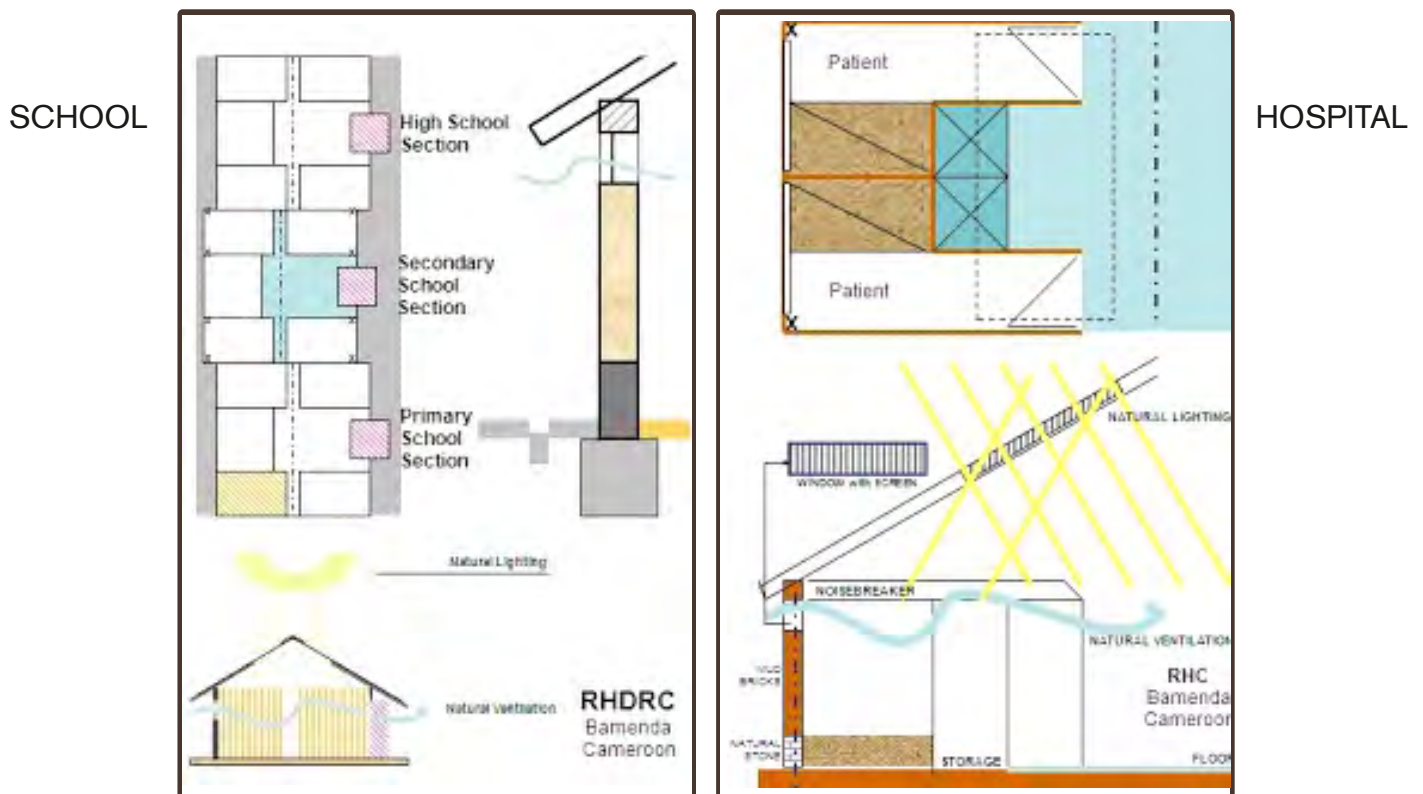 SCHOOL
High School
Section
Secondary
School
Section
Primary
School
Section
Natural Lighting
Natural Ventilation
RHDRC
Bamenda
Cameroon
Patient
Patient
NATURAL LIGHTING
WINDOW with SCREEN
NOISEBREAKER
NATURAL VENTILATION
MUD
BRICKS
RHC
Bamenda
Cameroon
NATURAL
STONE
STORAGE
FLOOR
HOSPITAL